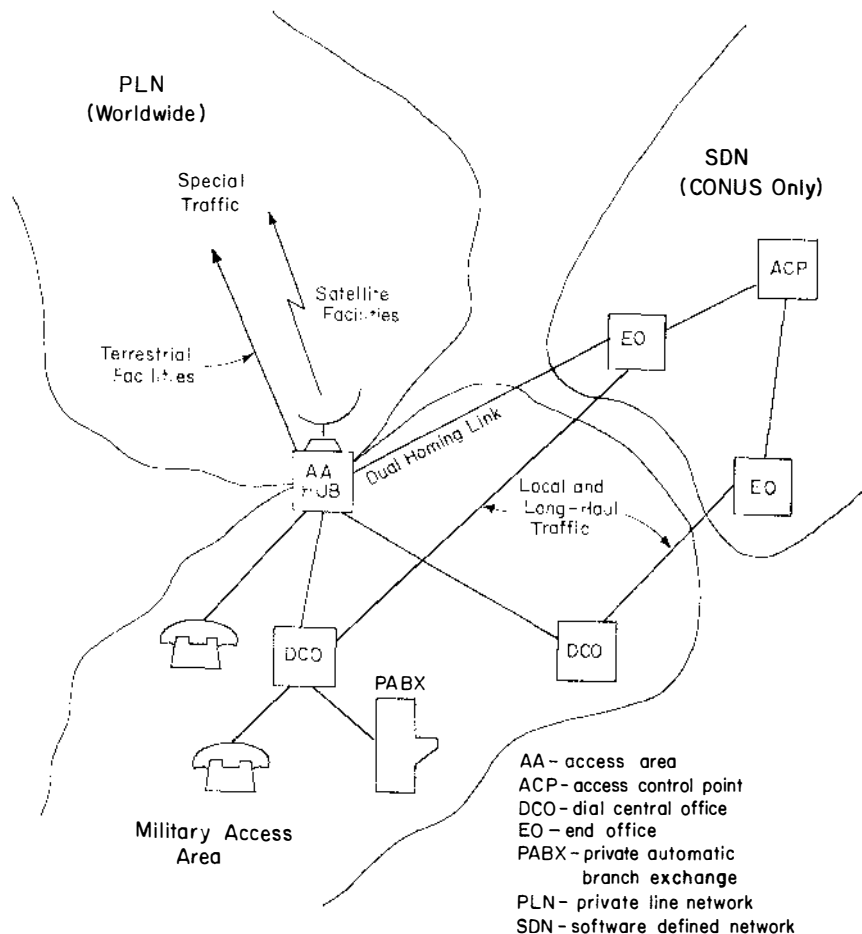 PLN
(Worldwide)
SDN
(CONUS Only)
Special
Traffic
ACP
Satellite
Facilities
EO
Terrestrial
Facilities
Dual Homing Link
AA
HUB
Local and
Long-Haul
Traffic
EO
DCO
DCO
PABX
Military Access
Area
AA - access area
ACP - access control point
DCO - dial central office
EO - end office
PABX - private automatic
branch exchange
PLN - private line network
SDN - software defined network